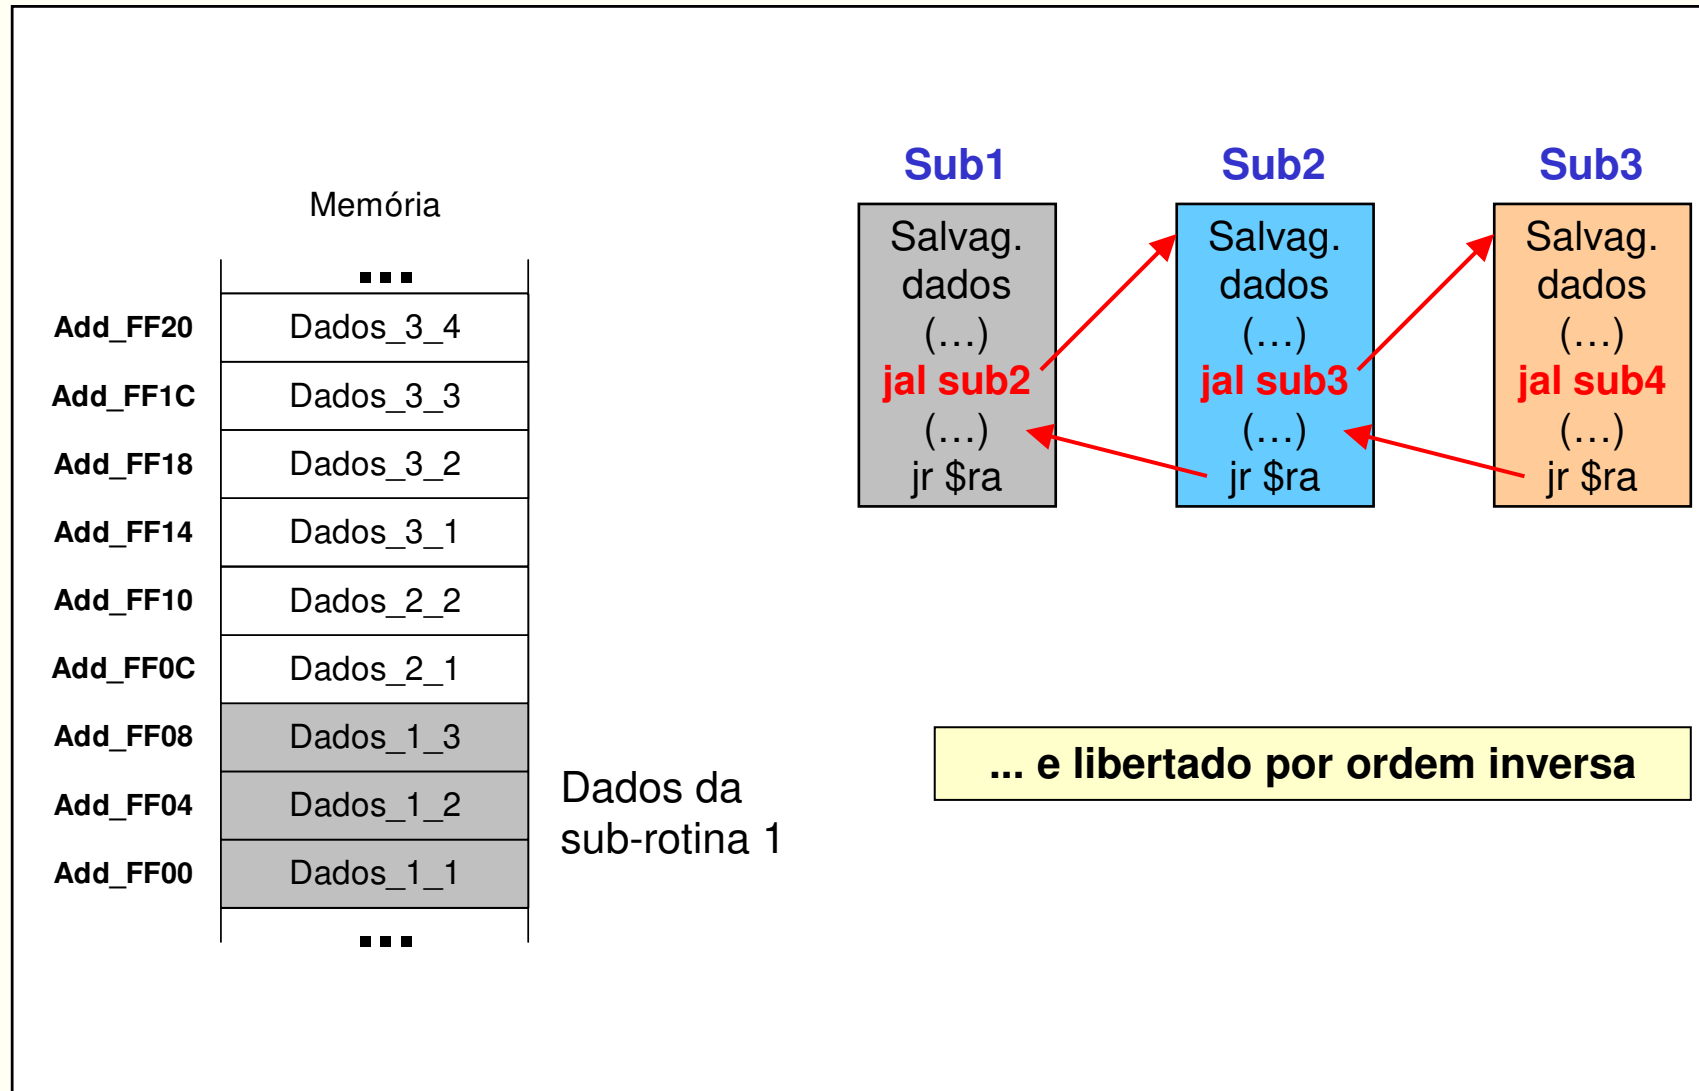 Memória
...
Add_FF20 Dados_3_4
Add_FF1C Dados_3_3
Add_FF18 Dados_3_2
Add_FF14 Dados_3_1
Add_FF10 Dados_2_2
Add_FF0C Dados_2_1
Add_FF08 Dados_1_3
Add_FF04 Dados_1_2
Add_FF00 Dados_1_1
...
Dados da
sub-rotina 1
Sub1
Salvag.
dados
(…)
jal sub2
(…)
jr $ra
Sub2
Salvag.
dados
(…)
jal sub3
(…)
jr $ra
Sub3
Salvag.
dados
(…)
jal sub4
(…)
jr $ra
... e libertado por ordem inversa